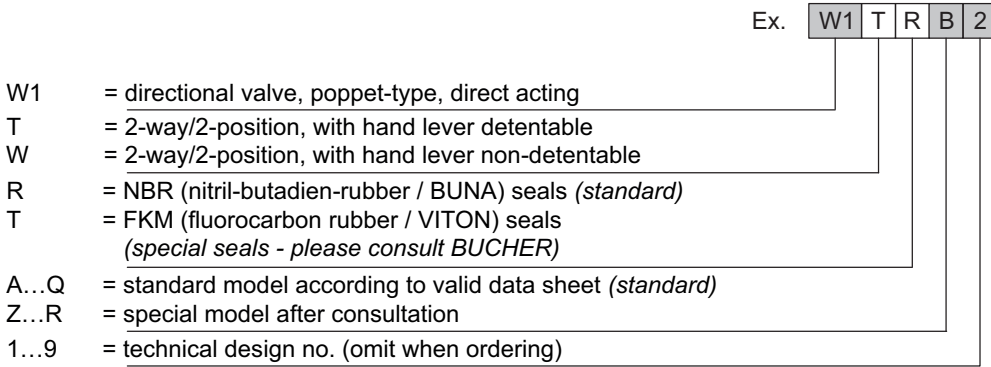 Ex. W1 T R B 2
W1 = directional valve, poppet-type, direct acting
T = 2-way/2-position, with hand lever detentable
W = 2-way/2-position, with hand lever non-detentable
R = NBR (nitril-butadien-rubber / BUNA) seals (standard)
T = FKM (fluorocarbon rubber / VITON) seals
(special seals - please consult BUCHER)
A…Q = standard model according to valid data sheet (standard)
Z…R = special model after consultation
1…9 = technical design no. (omit when ordering)